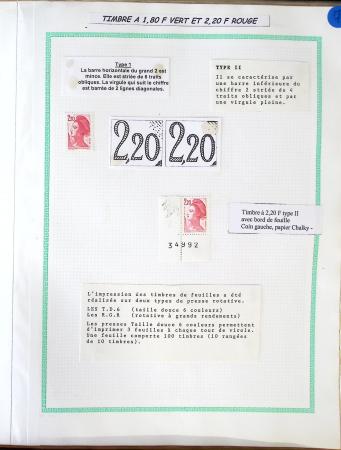 TIMBRE A 1,80 F VERT ET 2,20 F ROUGE
Type 1
La barre horizontale du grand 2 est
mince. Elle est striée de 6 traits
obliques. La virgule qui suit le chiffre
est barrée de 2 lignes diagonales.
TYPE II
Il se caractérise par
une barre inférieure du
chiffre 2 striée de 4
traits obliques et par
une virgule pleine.
2,20
2,20
2,20
2,20
34992
Timbre à 2,20 F type II
avec bord de feuille
Coin gauche, papier Chalky -
L'impression des timbres de feuilles a été
réalisée sur deux types de presse rotative.
LES T.D.6 (taille douce 6 couleurs)
Les R.G.R (rotative à grands rendements)
Les presses Taille douce 6 couleurs permettent
d'imprimer 3 feuilles à chaque tour de virole.
Une feuille comporte 100 timbres (10 rangées
de 10 timbres).